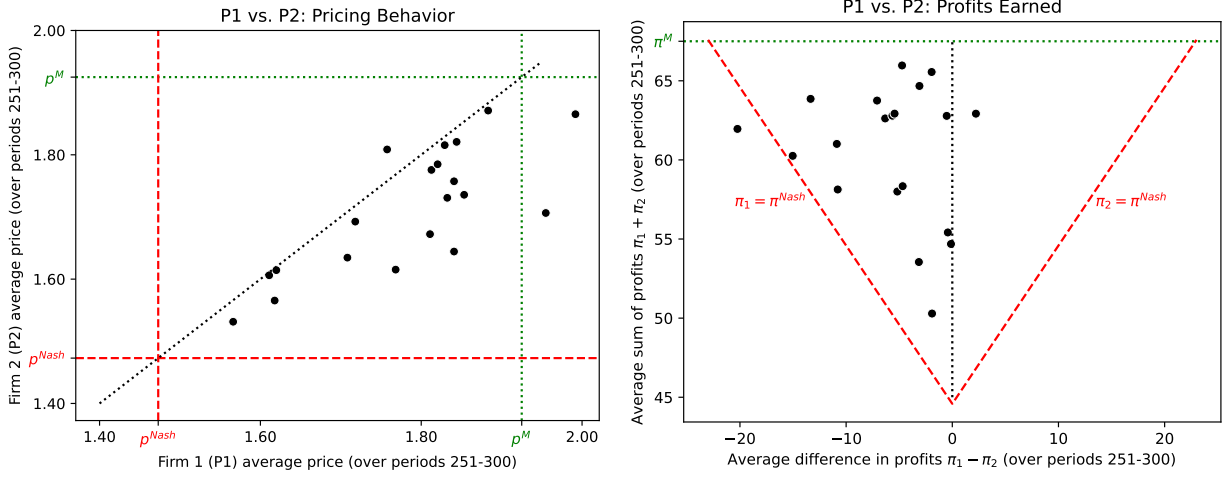 P1 vs. P2: Pricing Behavior
Firm 2 (P2) average price (over periods 251-300)
2.00
1.80
1.60
1.40
p^M
p^Nash
1.40
1.60
1.80
2.00
p^Nash
p^M
Firm 1 (P1) average price (over periods 251-300)
P1 vs. P2: Profits Earned
Average sum of profits π₁ + π₂ (over periods 251-300)
π^M
65
60
55
50
45
π₁ = π^Nash
π₂ = π^Nash
−20
−10
0
10
20
Average difference in profits π₁ − π₂ (over periods 251-300)